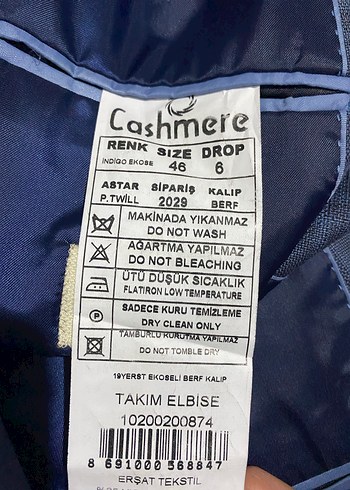 Cashmere
RENK SIZE DROP
INDIGO EKOSE 46 6
ASTAR SİPARİŞ KALIP
P.TWILL 2029 BERF
MAKİNADA YIKANMAZ
DO NOT WASH
AĞARTMA YAPILMAZ
DO NOT BLEACHING
ÜTÜ DÜŞÜK SICAKLIK
FLATIRON LOW TEMPERATURE
P
SADECE KURU TEMİZLEME
DRY CLEAN ONLY
TAMBURLU KURUTMA YAPILMAZ
DO NOT TOMBLE DRY
19YERST EKOSELİ BERF KALIP
TAKIM ELBİSE
10200200874
8 691000 568847
ERŞAT TEKSTİL